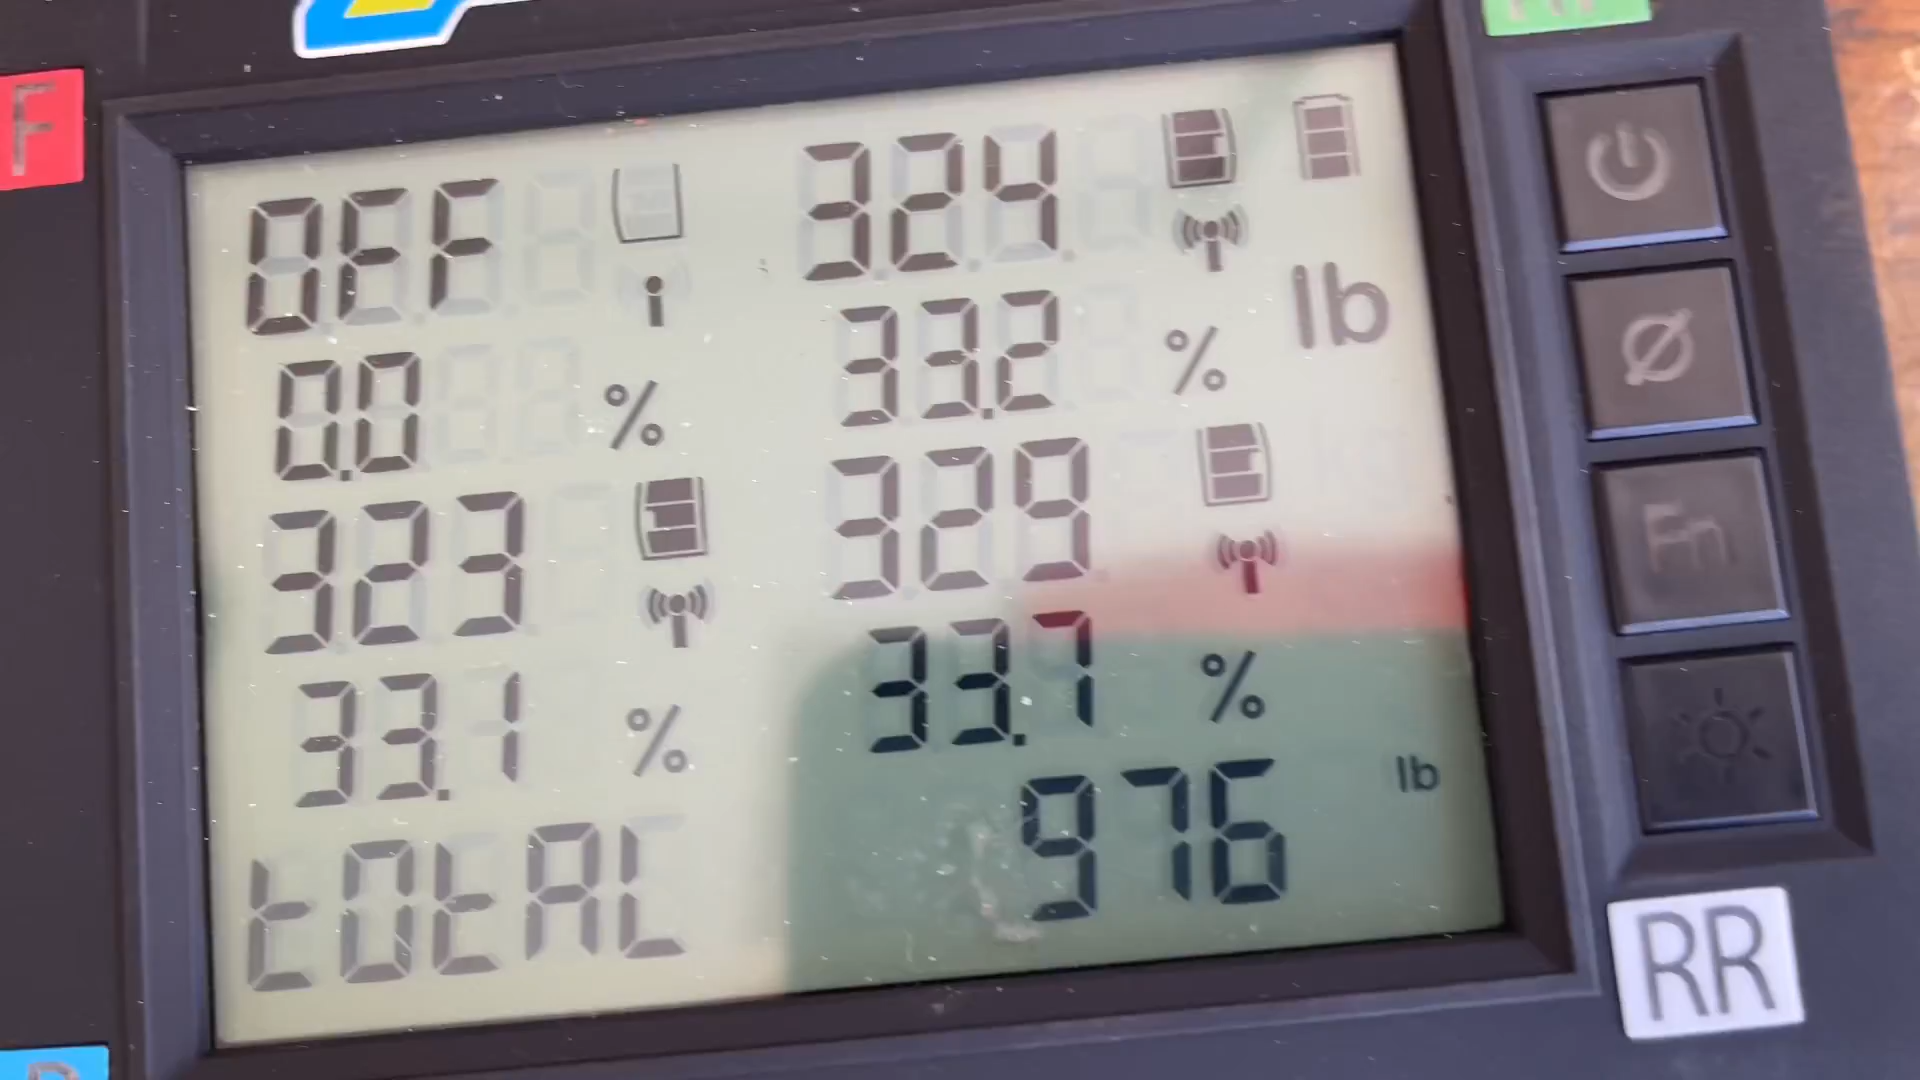 F
OFF 324
lb
0.0 % 33.2 %
323 329
33.1 % 33.7 %
Fn
totAL 976 lb
RR